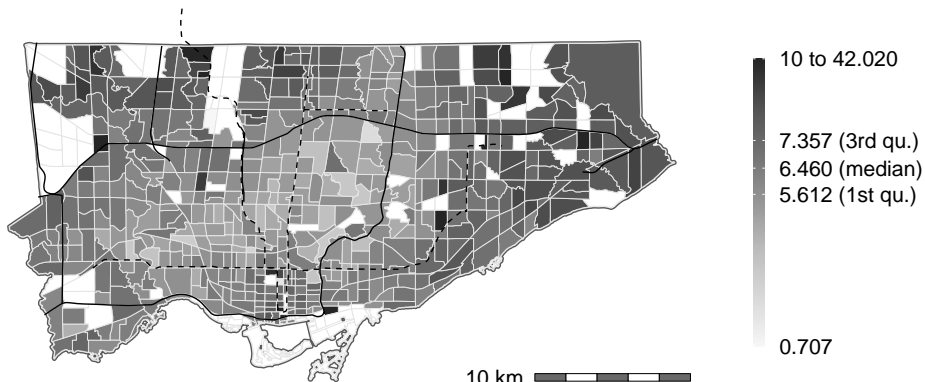 10 to 42.020
7.357 (3rd qu.)
6.460 (median)
5.612 (1st qu.)
0.707
10 km